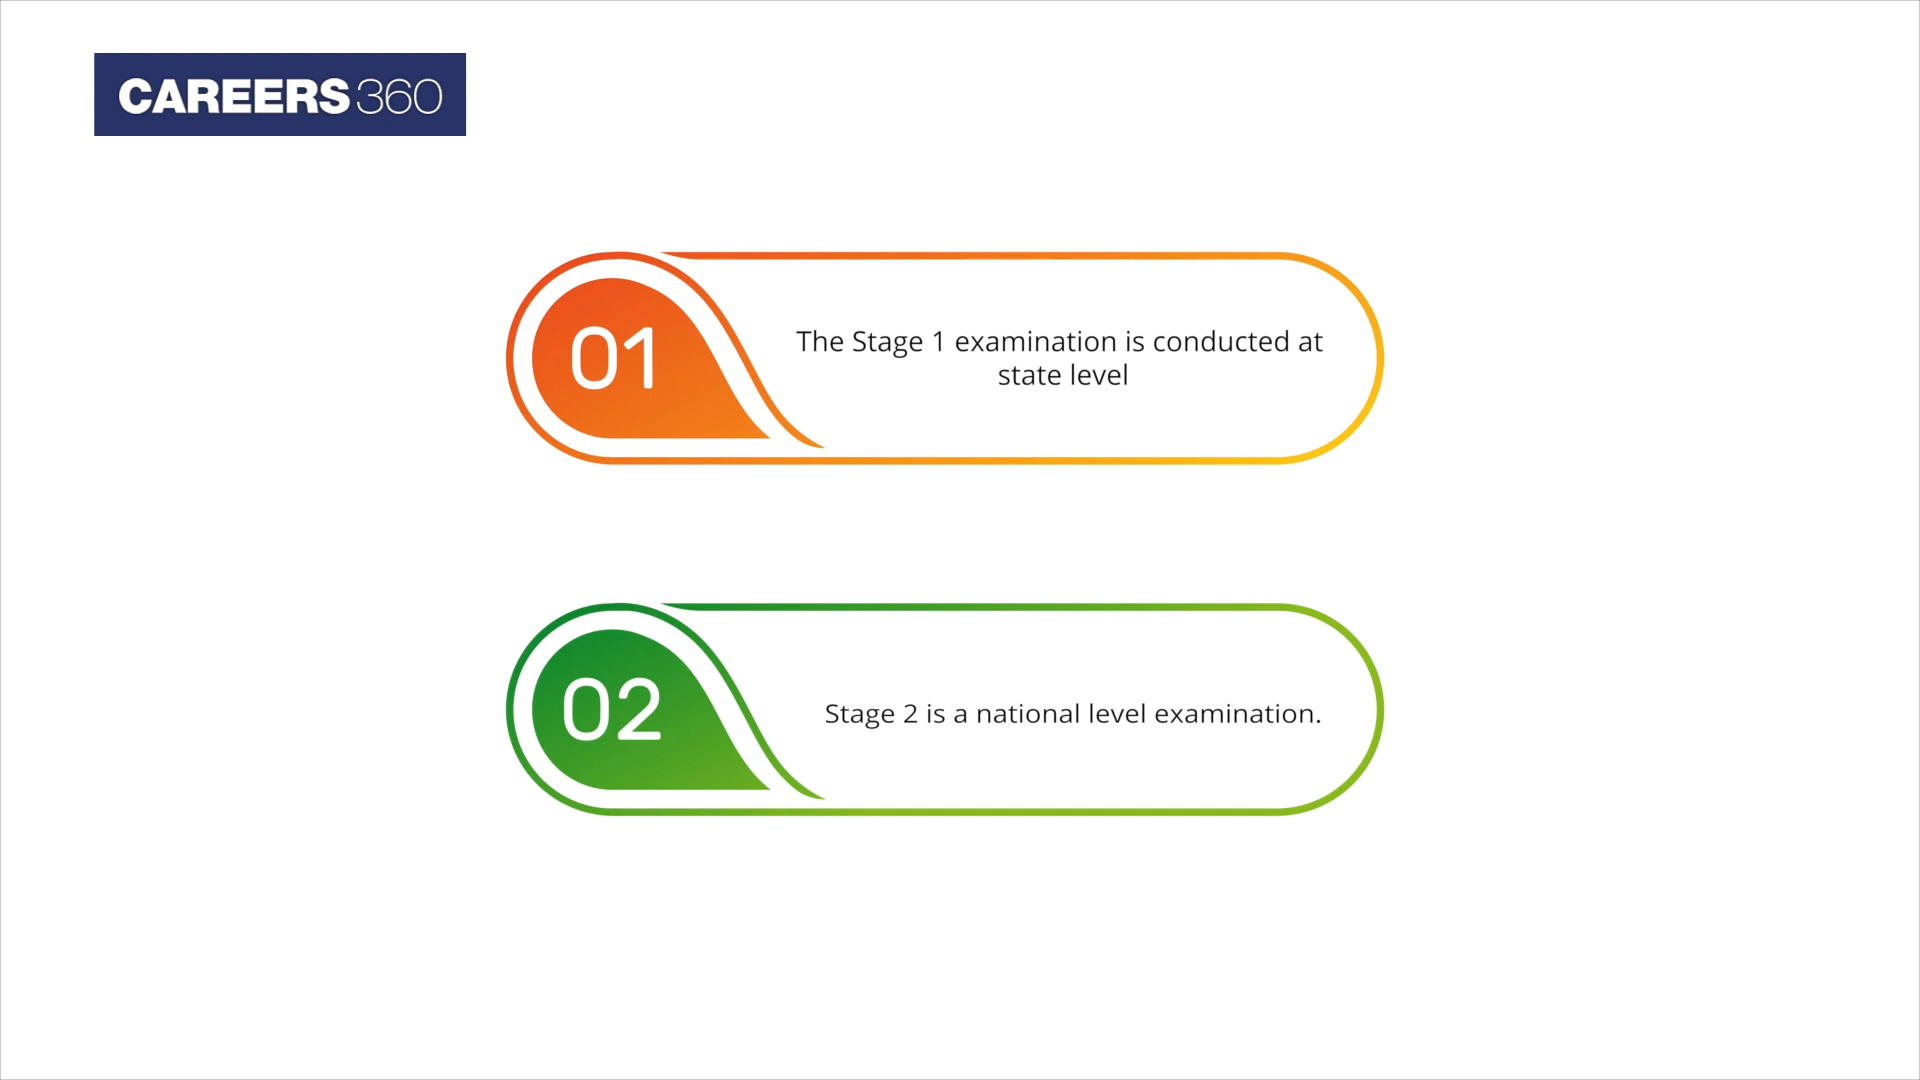 CAREERS360
01
The Stage 1 examination is conducted at
state level
02
Stage 2 is a national level examination.